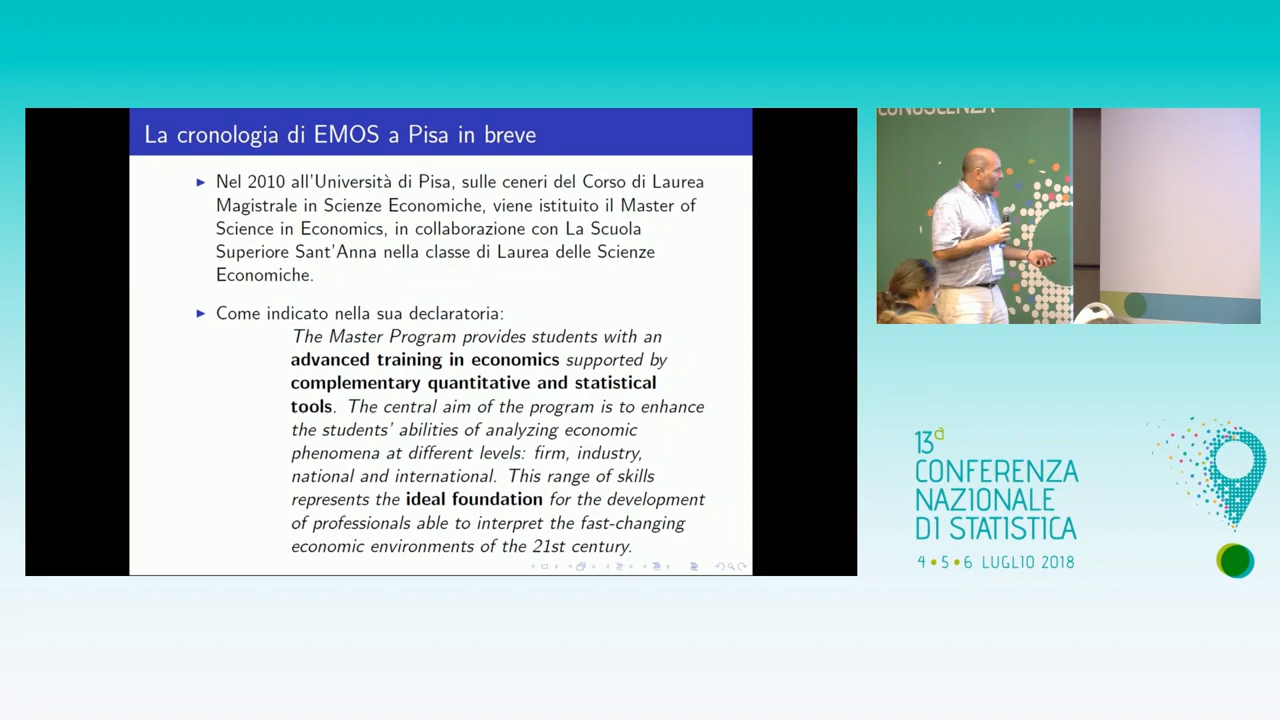 La cronologia di EMOS a Pisa in breve
Nel 2010 all'Università di Pisa, sulle ceneri del Corso di Laurea
Magistrale in Scienze Economiche, viene istituito il Master of
Science in Economics, in collaborazione con La Scuola
Superiore Sant'Anna nella classe di Laurea delle Scienze
Economiche.
Come indicato nella sua declaratoria:
The Master Program provides students with an
advanced training in economics supported by
complementary quantitative and statistical
tools. The central aim of the program is to enhance
the students' abilities of analyzing economic
phenomena at different levels: firm, industry,
national and international. This range of skills
represents the ideal foundation for the development
of professionals able to interpret the fast-changing
economic environments of the 21st century.
CONOSCENZA
13a
CONFERENZA
NAZIONALE
DI STATISTICA
4 • 5 • 6 LUGLIO 2018